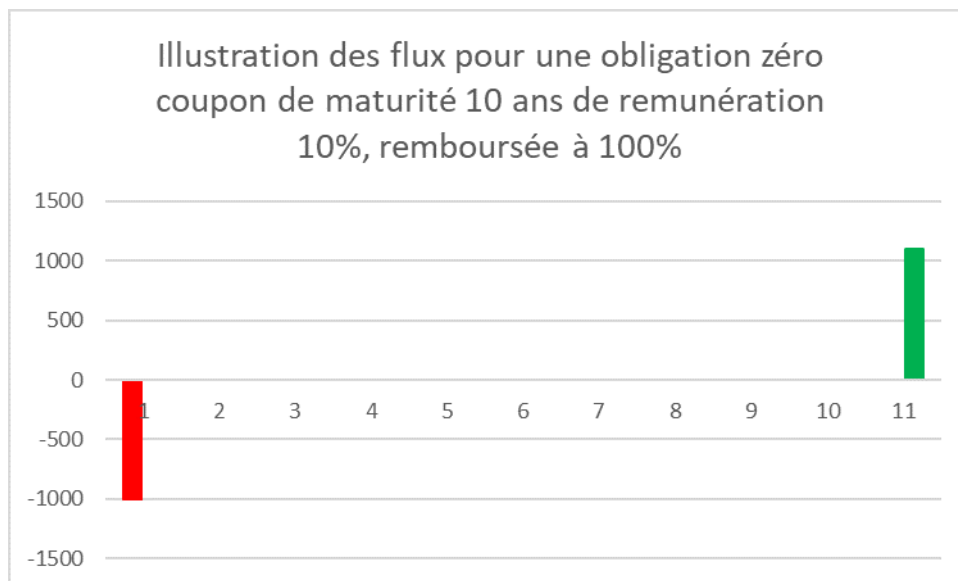 Illustration des flux pour une obligation zéro
coupon de maturité 10 ans de remunération
10%, remboursée à 100%
1500
1000
500
0
1 2 3 4 5 6 7 8 9 10 11
-500
-1000
-1500